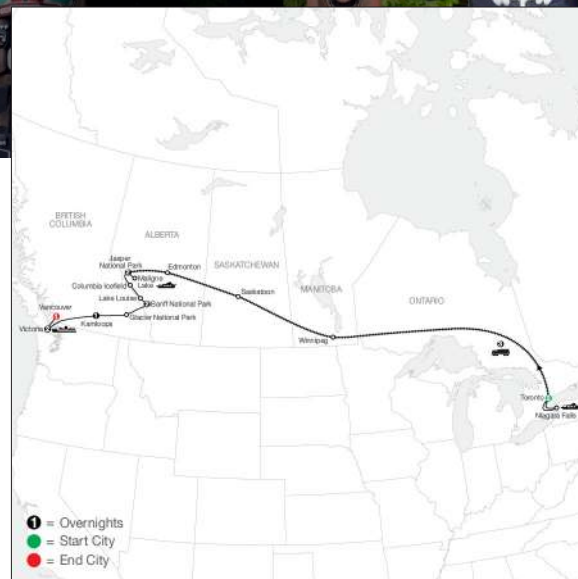 BRITISH
COLUMBIA
ALBERTA
SASKATCHEWAN
MANITOBA
ONTARIO
Jasper
National Park
Maligne
Lake
Edmonton
Columbia Icefield
Lake Louise
Banff National Park
Saskatoon
Vancouver
Victoria
Kamloops
Glacier National Park
Winnipeg
Toronto
Niagara Falls
1 = Overnights
= Start City
= End City